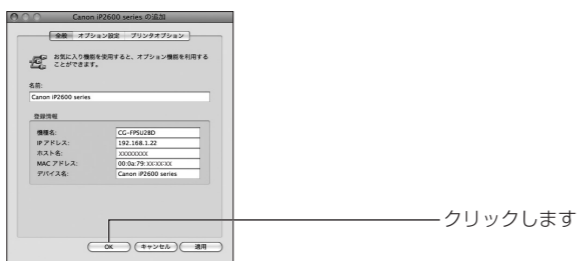 Canon iP2600 series の追加
全般 オプション設定 プリンタオプション
お気に入り機能を使用すると、オプション機能を利用する
ことができます。
名前:
Canon iP2600 series
登録情報
機種名: CG-FPSU2BD
IPアドレス: 192.168.1.22
ホスト名: XXXXXXXX
MAC アドレス: 00:0a:79:XX:XX:XX
デバイス名: Canon iP2600 series
OK キャンセル 適用
クリックします